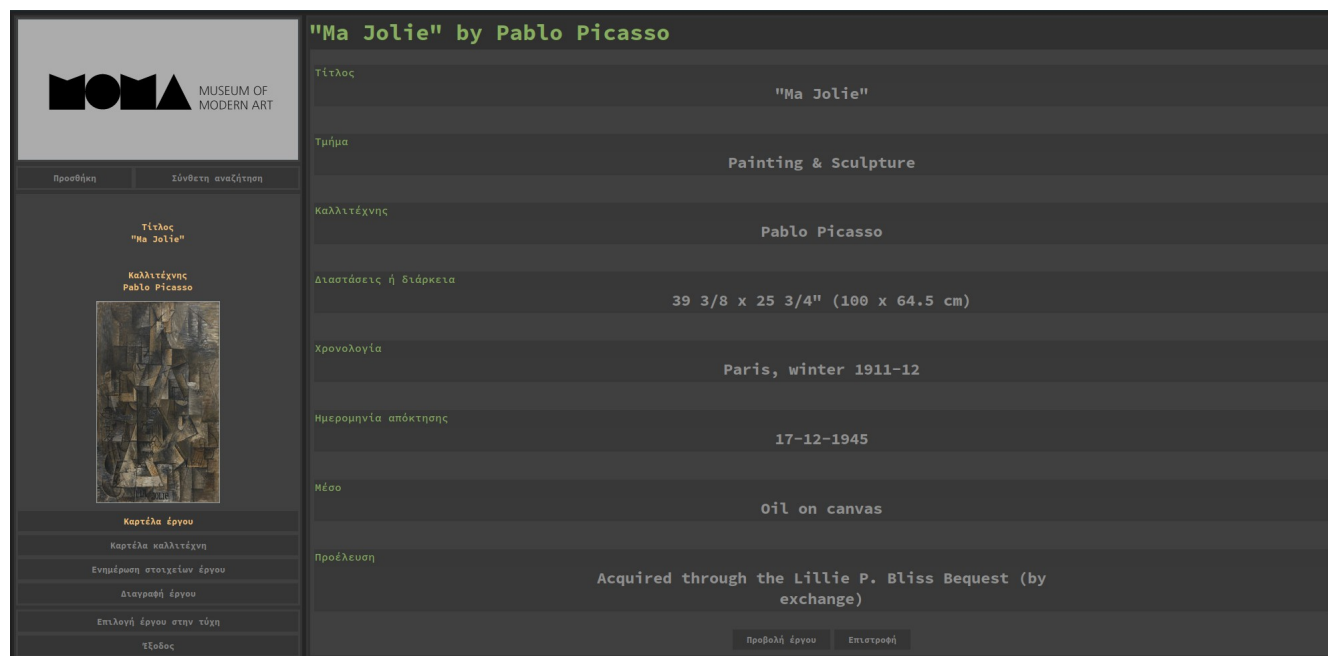 MOMA MUSEUM OF
MODERN ART
Προσθήκη
Σύνθετη αναζήτηση
Τίτλος
"Ma Jolie"
Καλλιτέχνης
Pablo Picasso
MA JOLIE
Καρτέλα έργου
Καρτέλα καλλιτέχνη
Ενημέρωση στοιχείων έργου
Διαγραφή έργου
Επιλογή έργου στην τύχη
Έξοδος
"Ma Jolie" by Pablo Picasso
Τίτλος
"Ma Jolie"
Τμήμα
Painting & Sculpture
Καλλιτέχνης
Pablo Picasso
Διαστάσεις ή διάρκεια
39 3/8 x 25 3/4" (100 x 64.5 cm)
Χρονολογία
Paris, winter 1911-12
Ημερομηνία απόκτησης
17-12-1945
Μέσο
Oil on canvas
Προέλευση
Acquired through the Lillie P. Bliss Bequest (by
exchange)
Προβολή έργου
Επιστροφή